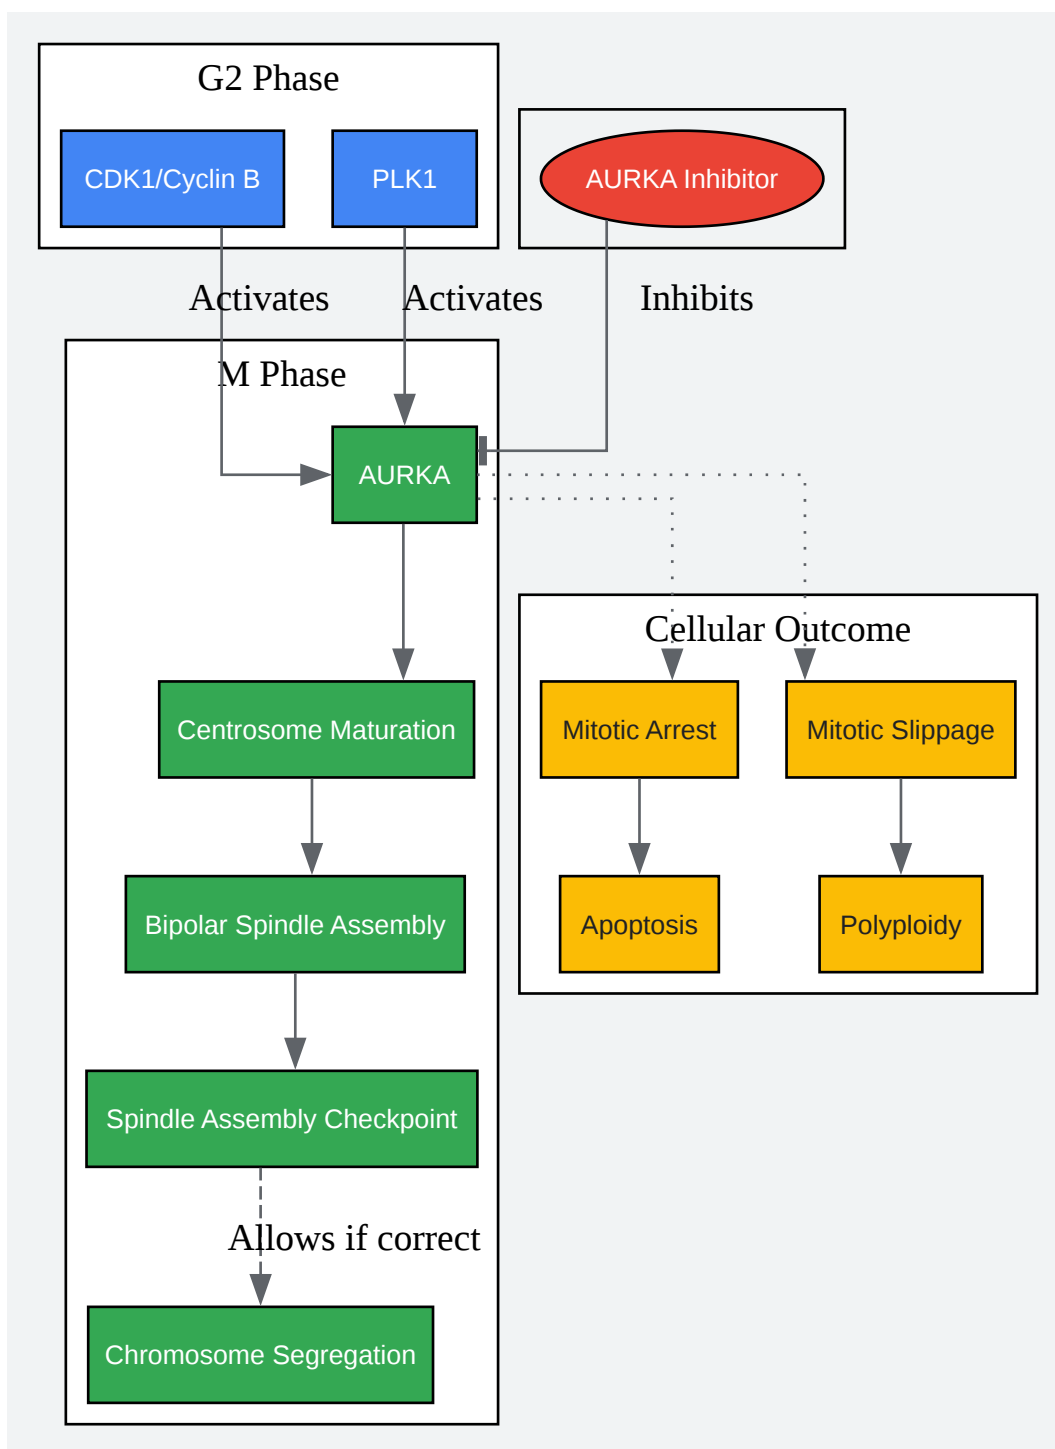 G2 Phase
CDK1/Cyclin B
PLK1
AURKA Inhibitor
Activates
Activates
Inhibits
M Phase
AURKA
Cellular Outcome
Centrosome Maturation
Mitotic Arrest
Mitotic Slippage
Bipolar Spindle Assembly
Apoptosis
Polyploidy
Spindle Assembly Checkpoint
Allows if correct
Chromosome Segregation